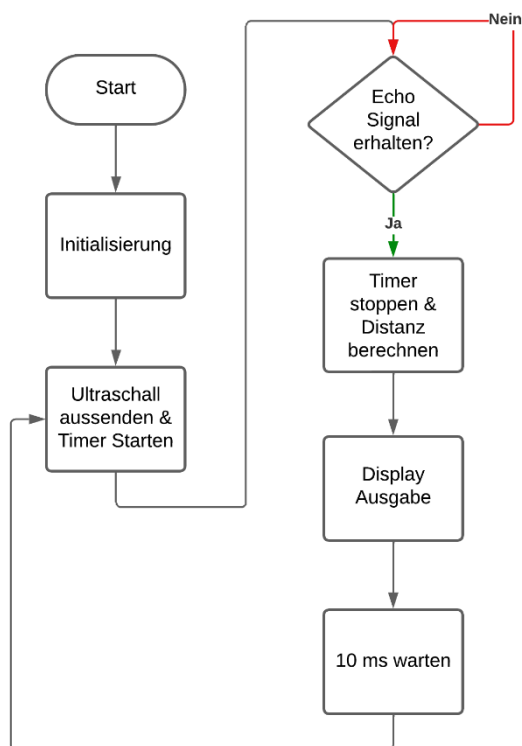 Start
Initialisierung
Ultraschall
aussenden &
Timer Starten
Nein
Echo
Signal
erhalten?
Ja
Timer
stoppen &
Distanz
berechnen
Display
Ausgabe
10 ms warten